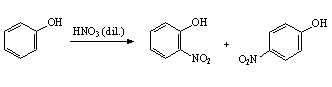 OH
HNO3 (dil.)
OH
NO2
+
OH
O2N